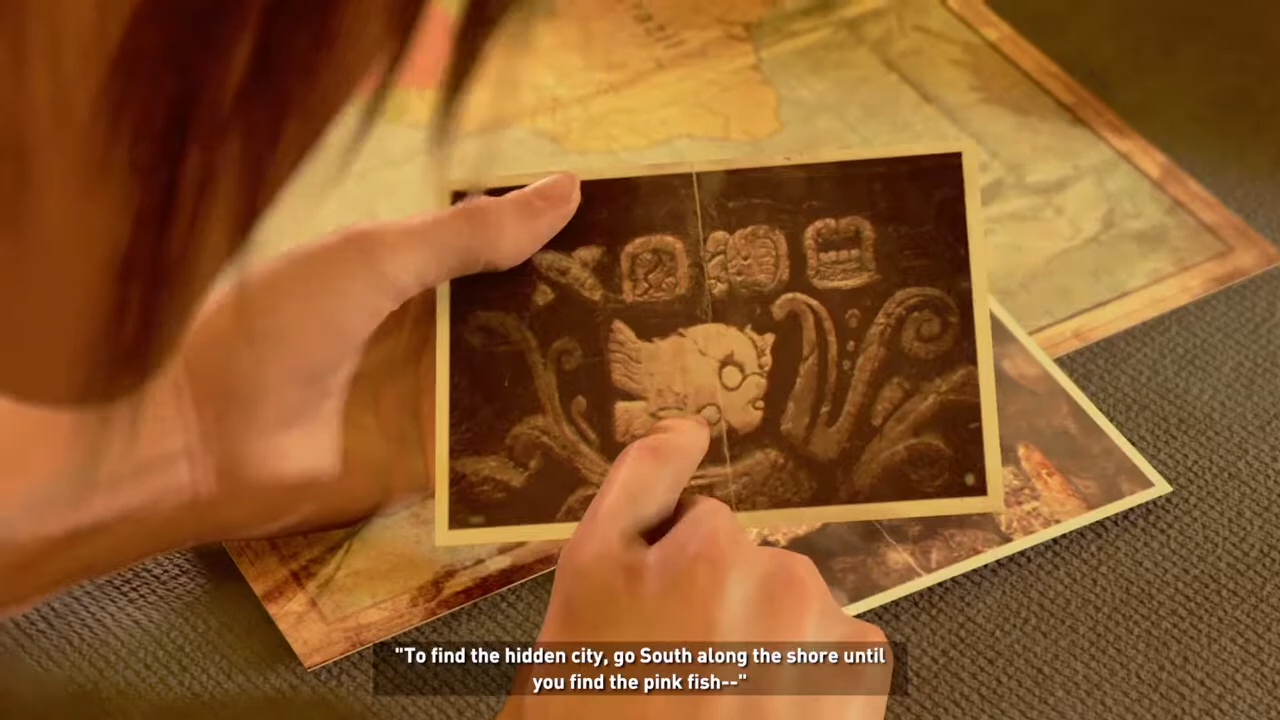 "To find the hidden city, go South along the shore until
you find the pink fish--"